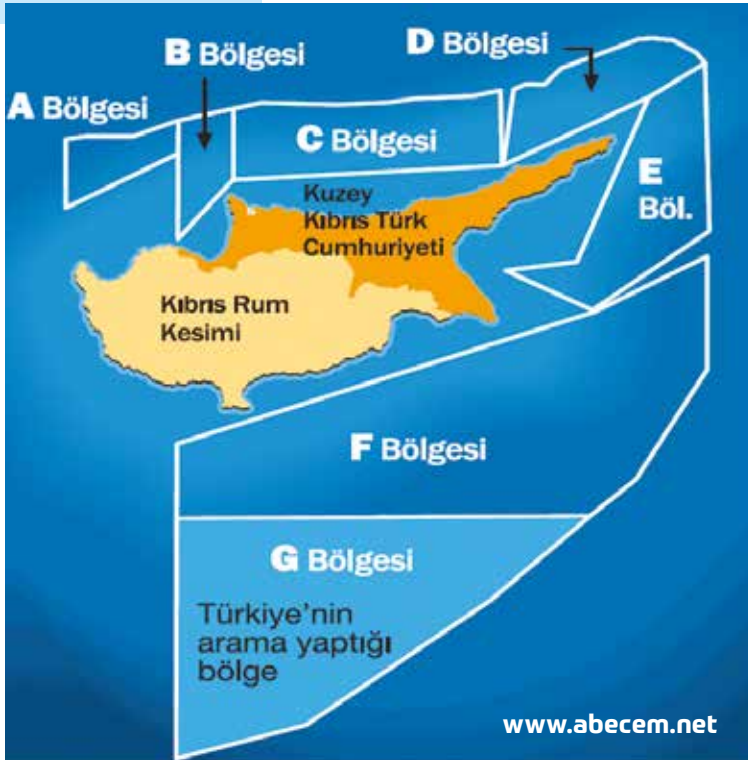 B Bölgesi
D Bölgesi
A Bölgesi
C Bölgesi
E
Böl.
Kuzey
Kıbrıs Türk
Cumhuriyeti
Kıbrıs Rum
Kesimi
F Bölgesi
G Bölgesi
Türkiye'nin
arama yaptığı
bölge
www.abecem.net